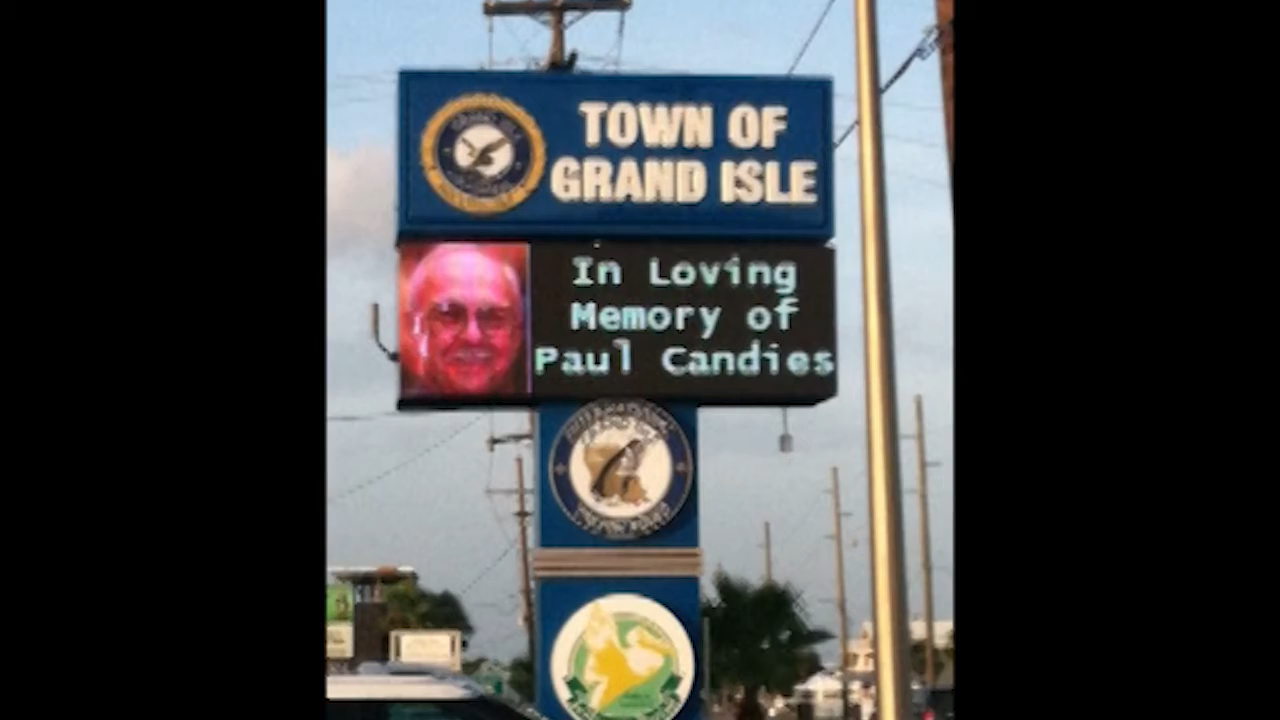 TOWN OF
GRAND ISLE
In Loving
Memory of
Paul Candies